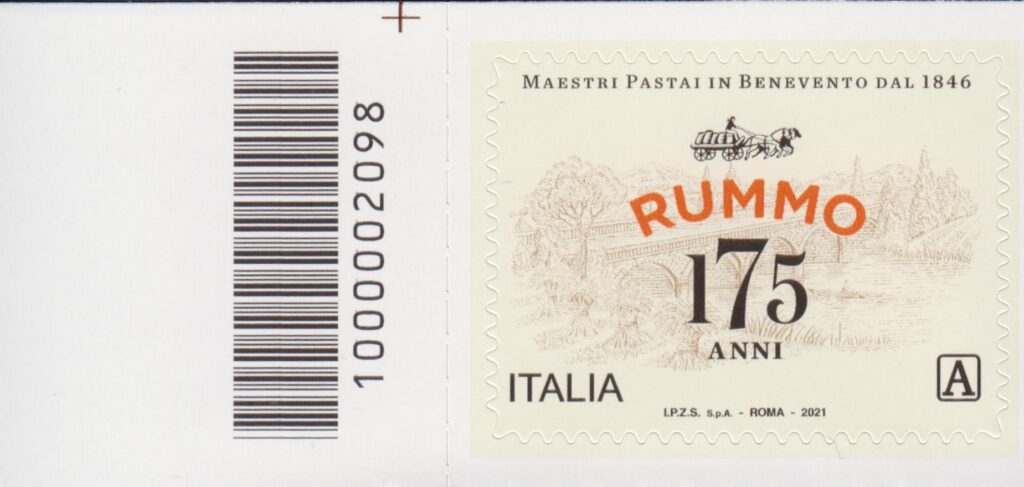 1000002098
MAESTRI PASTAI IN BENEVENTO DAL 1846
RUMMO
175
ANNI
ITALIA
A
I.P.Z.S. S.p.A. - ROMA - 2021